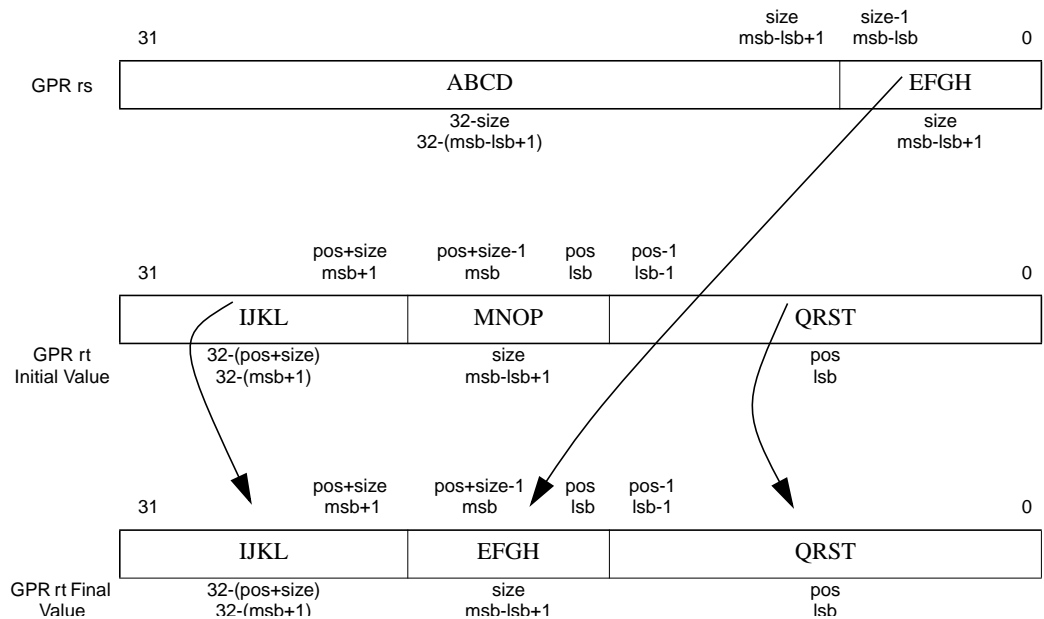 size size-1
31 msb-lsb+1 msb-lsb 0
GPR rs ABCD EFGH
32-size size
32-(msb-lsb+1) msb-lsb+1
pos+size pos+size-1 pos pos-1
31 msb+1 msb lsb lsb-1 0
IJKL MNOP QRST
GPR rt 32-(pos+size) size pos
Initial Value 32-(msb+1) msb-lsb+1 lsb
pos+size pos+size-1 pos pos-1
31 msb+1 msb lsb lsb-1 0
IJKL EFGH QRST
GPR rt Final 32-(pos+size) size pos
Value 32-(msb+1) msb-lsb+1 lsb